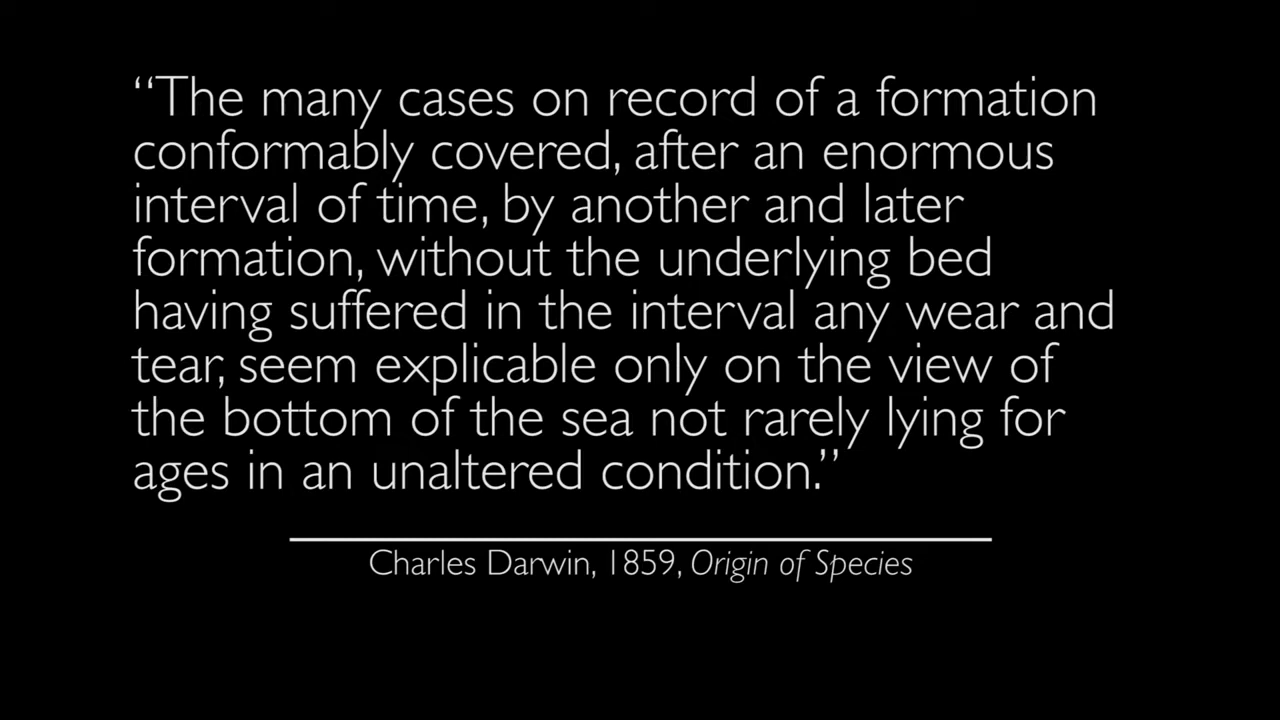 “The many cases on record of a formation
conformably covered, after an enormous
interval of time, by another and later
formation, without the underlying bed
having suffered in the interval any wear and
tear, seem explicable only on the view of
the bottom of the sea not rarely lying for
ages in an unaltered condition.”
Charles Darwin, 1859, Origin of Species